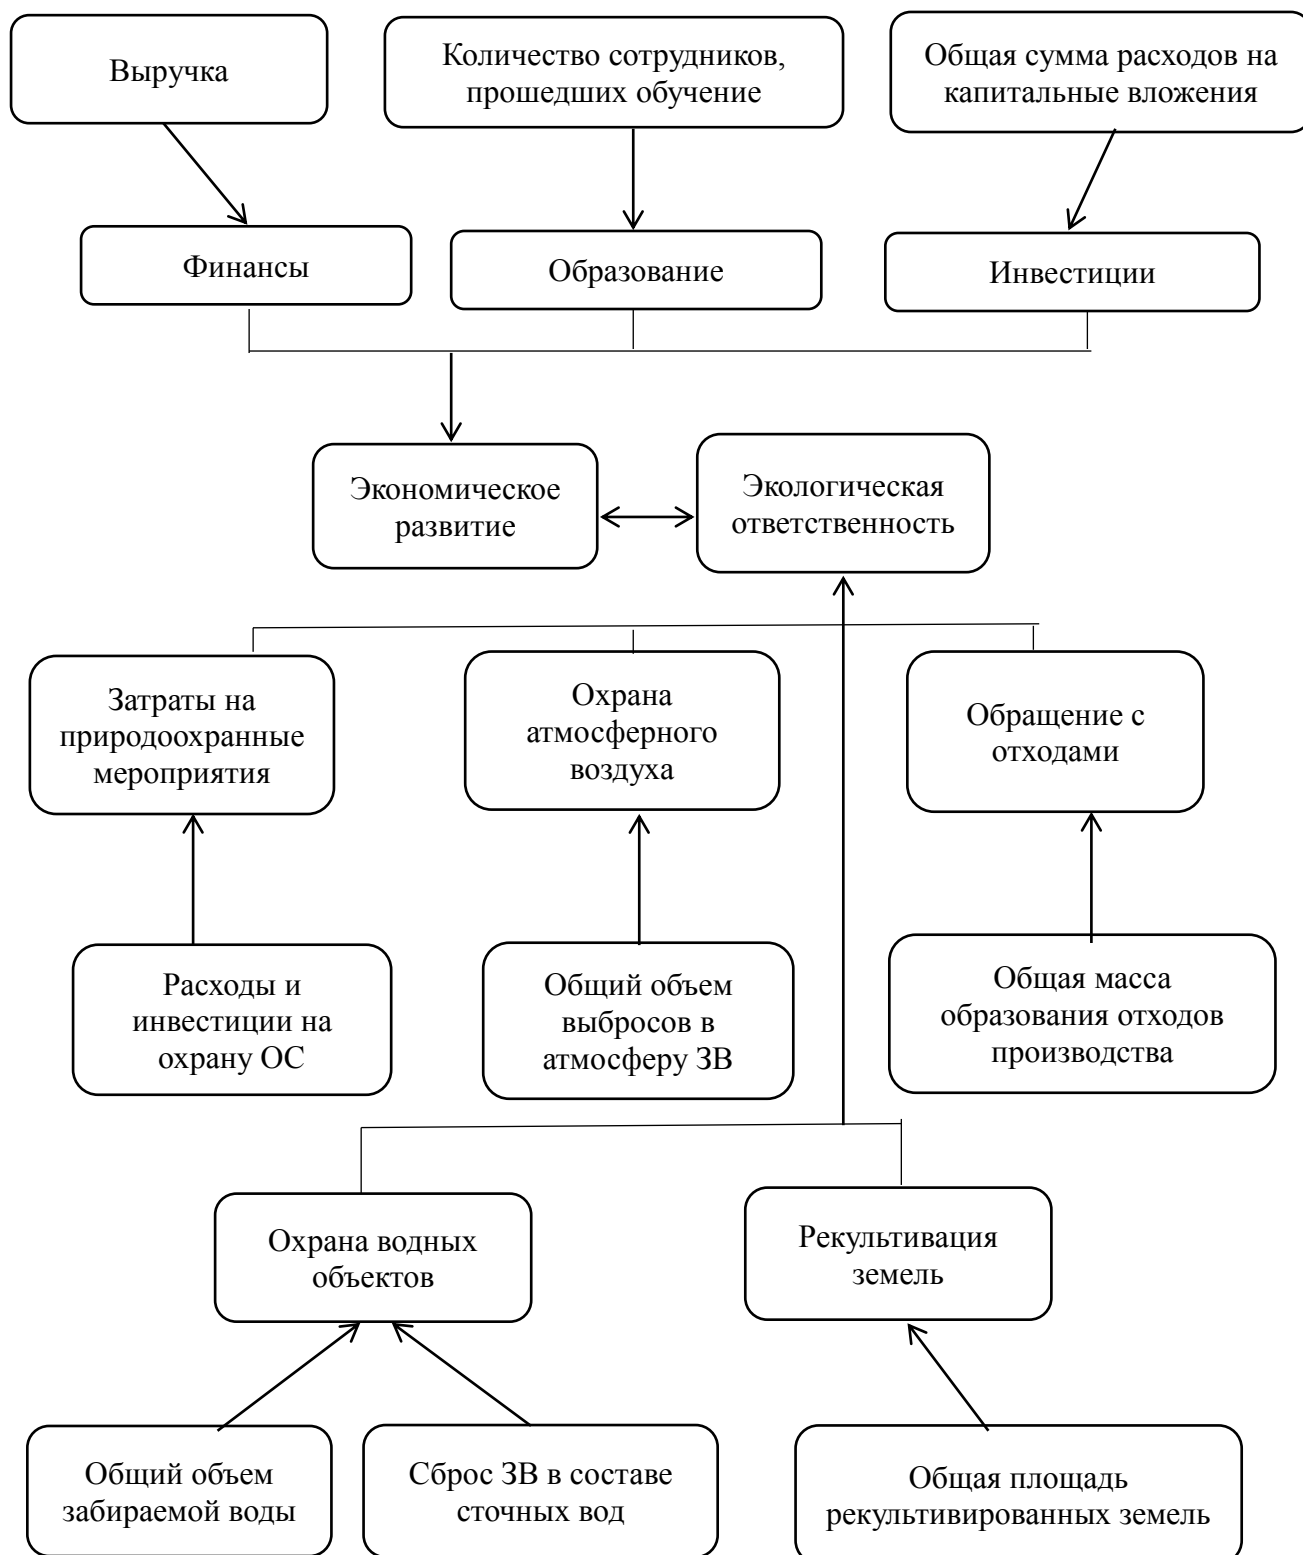 Выручка
Количество сотрудников,
прошедших обучение
Общая сумма расходов на
капитальные вложения
Финансы
Образование
Инвестиции
Экономическое
развитие
Экологическая
ответственность
Затраты на
природоохранные
мероприятия
Охрана
атмосферного
воздуха
Обращение с
отходами
Расходы и
инвестиции на
охрану ОС
Общий объем
выбросов в
атмосферу ЗВ
Общая масса
образования отходов
производства
Охрана водных
объектов
Рекультивация
земель
Общий объем
забираемой воды
Сброс ЗВ в составе
сточных вод
Общая площадь
рекультивированных земель